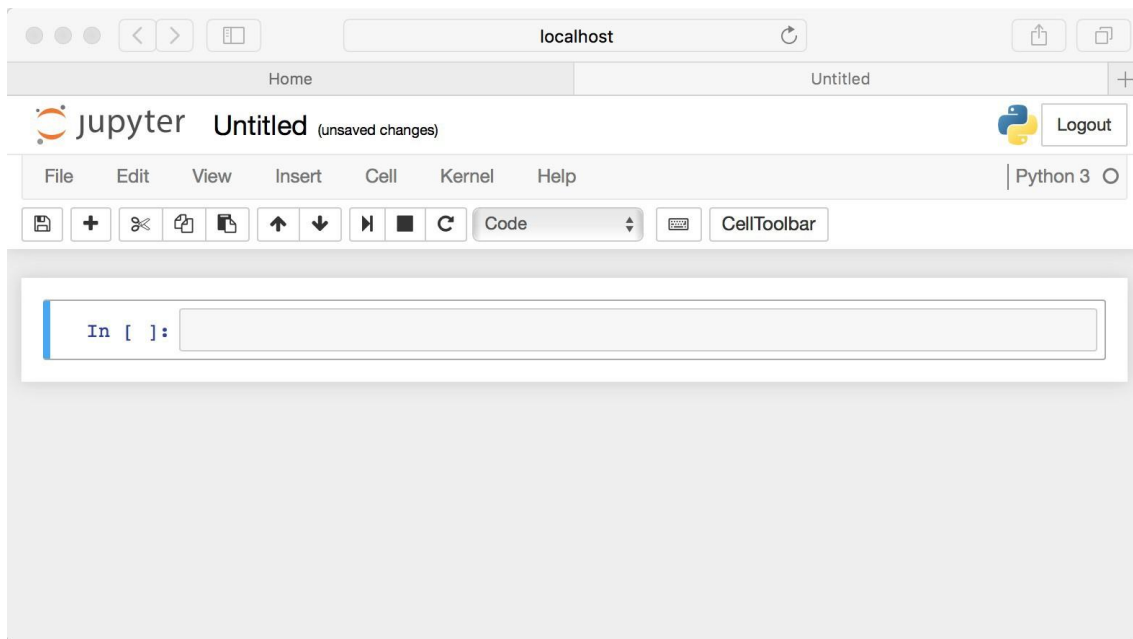 localhost
Home Untitled
jupyter Untitled (unsaved changes) Logout
File Edit View Insert Cell Kernel Help Python 3
Code CellToolbar
In [ ]: